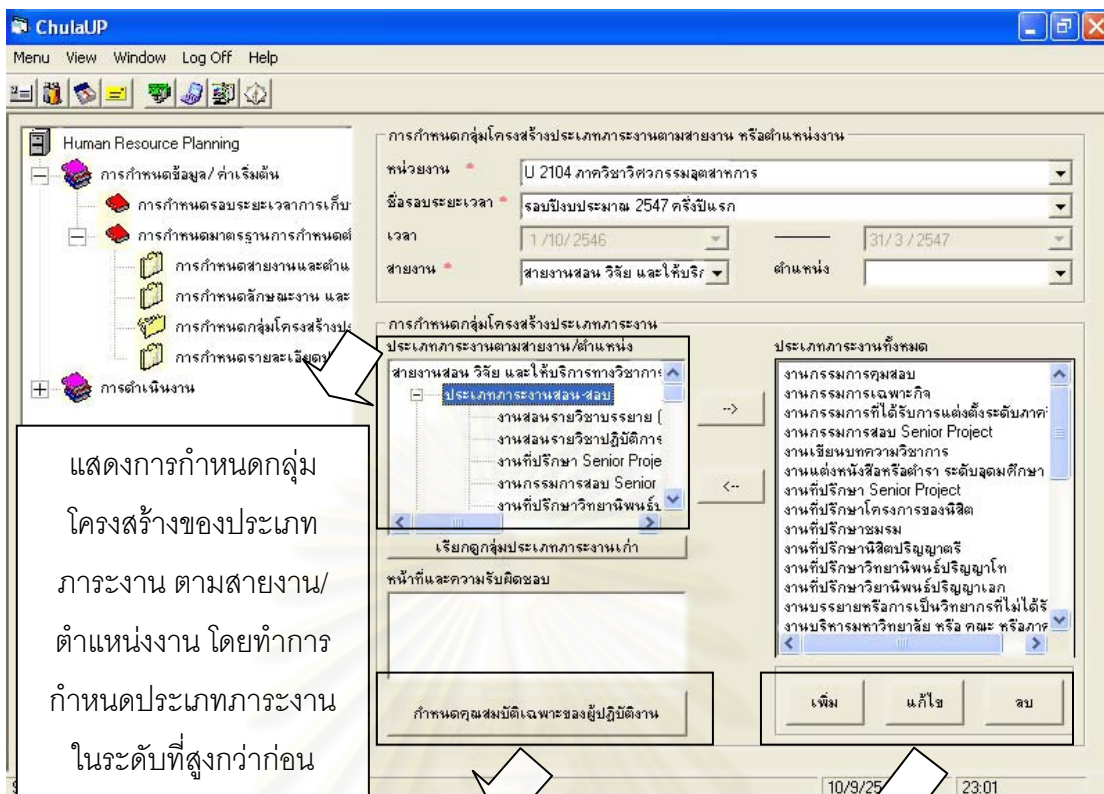 ChulaUP
Menu View Window Log Off Help
Human Resource Planning
การกำหนดข้อมูล/ ค่าเริ่มต้น
การกำหนดรอบระยะเวลาการเก็บ
การกำหนดมาตรฐานการกำหนดต
การกำหนดสายงานและตำแ
การกำหนดลักษณะงาน และ
การกำหนดกลุ่มโครงสร้างประ
การกำหนดรายละเอียด
การดำเนินงาน
การกำหนดกลุ่มโครงสร้างประเภทภาระงานตามสายงาน หรือตำแหน่งงาน
หน่วยงาน * U 2104 ภาควิชาวิศวกรรมอุตสาหการ
ชื่อรอบระยะเวลา * รอบปีงบประมาณ 2547 ครึ่งปีแรก
เวลา 1 /10/ 2546 31/ 3 / 2547
สายงาน * สายงานสอน วิจัย และให้บริก ตำแหน่ง
การกำหนดกลุ่มโครงสร้างประเภทภาระงาน
ประเภทภาระงานตามสายงาน/ตำแหน่ง
สายงานสอน วิจัย และให้บริการทางวิชาการ
ประเภทภาระงานสอน-สอบ
งานสอนรายวิชาบรรยาย (
งานสอนรายวิชาปฏิบัติการ
งานที่ปรึกษา Senior Proje
งานกรรมการสอบ Senior
งานที่ปรึกษาวิทยานิพนธ์ป
-->
<--
เรียกดูกลุ่มประเภทภาระงานเก่า
หน้าที่และความรับผิดชอบ
กำหนดคุณสมบัติเฉพาะของผู้ปฏิบัติงาน
ประเภทภาระงานทั้งหมด
งานกรรมการคุมสอบ
งานกรรมการเฉพาะกิจ
งานกรรมการที่ได้รับการแต่งตั้งระดับภาควิ
งานกรรมการสอบ Senior Project
งานเขียนบทความวิชาการ
งานแต่งหนังสือหรือตำรา ระดับอุดมศึกษา
งานที่ปรึกษา Senior Project
งานที่ปรึกษาโครงการของนิสิต
งานที่ปรึกษาชมรม
งานที่ปรึกษานิสิตปริญญาตรี
งานที่ปรึกษาวิทยานิพนธ์ปริญญาโท
งานที่ปรึกษาวิยานิพนธ์ปริญญาเอก
งานบรรยายหรือการเป็นวิทยากรที่ไม่ได้รั
งานบริหารมหาวิทยาลัย หรือ คณะ หรือภาค
เพิ่ม แก้ไข ลบ
แสดงการกำหนดกลุ่ม
โครงสร้างของประเภท
ภาระงาน ตามสายงาน/
ตำแหน่งงาน โดยทำการ
กำหนดประเภทภาระงาน
ในระดับที่สูงกว่าก่อน
10/9/25 23:01